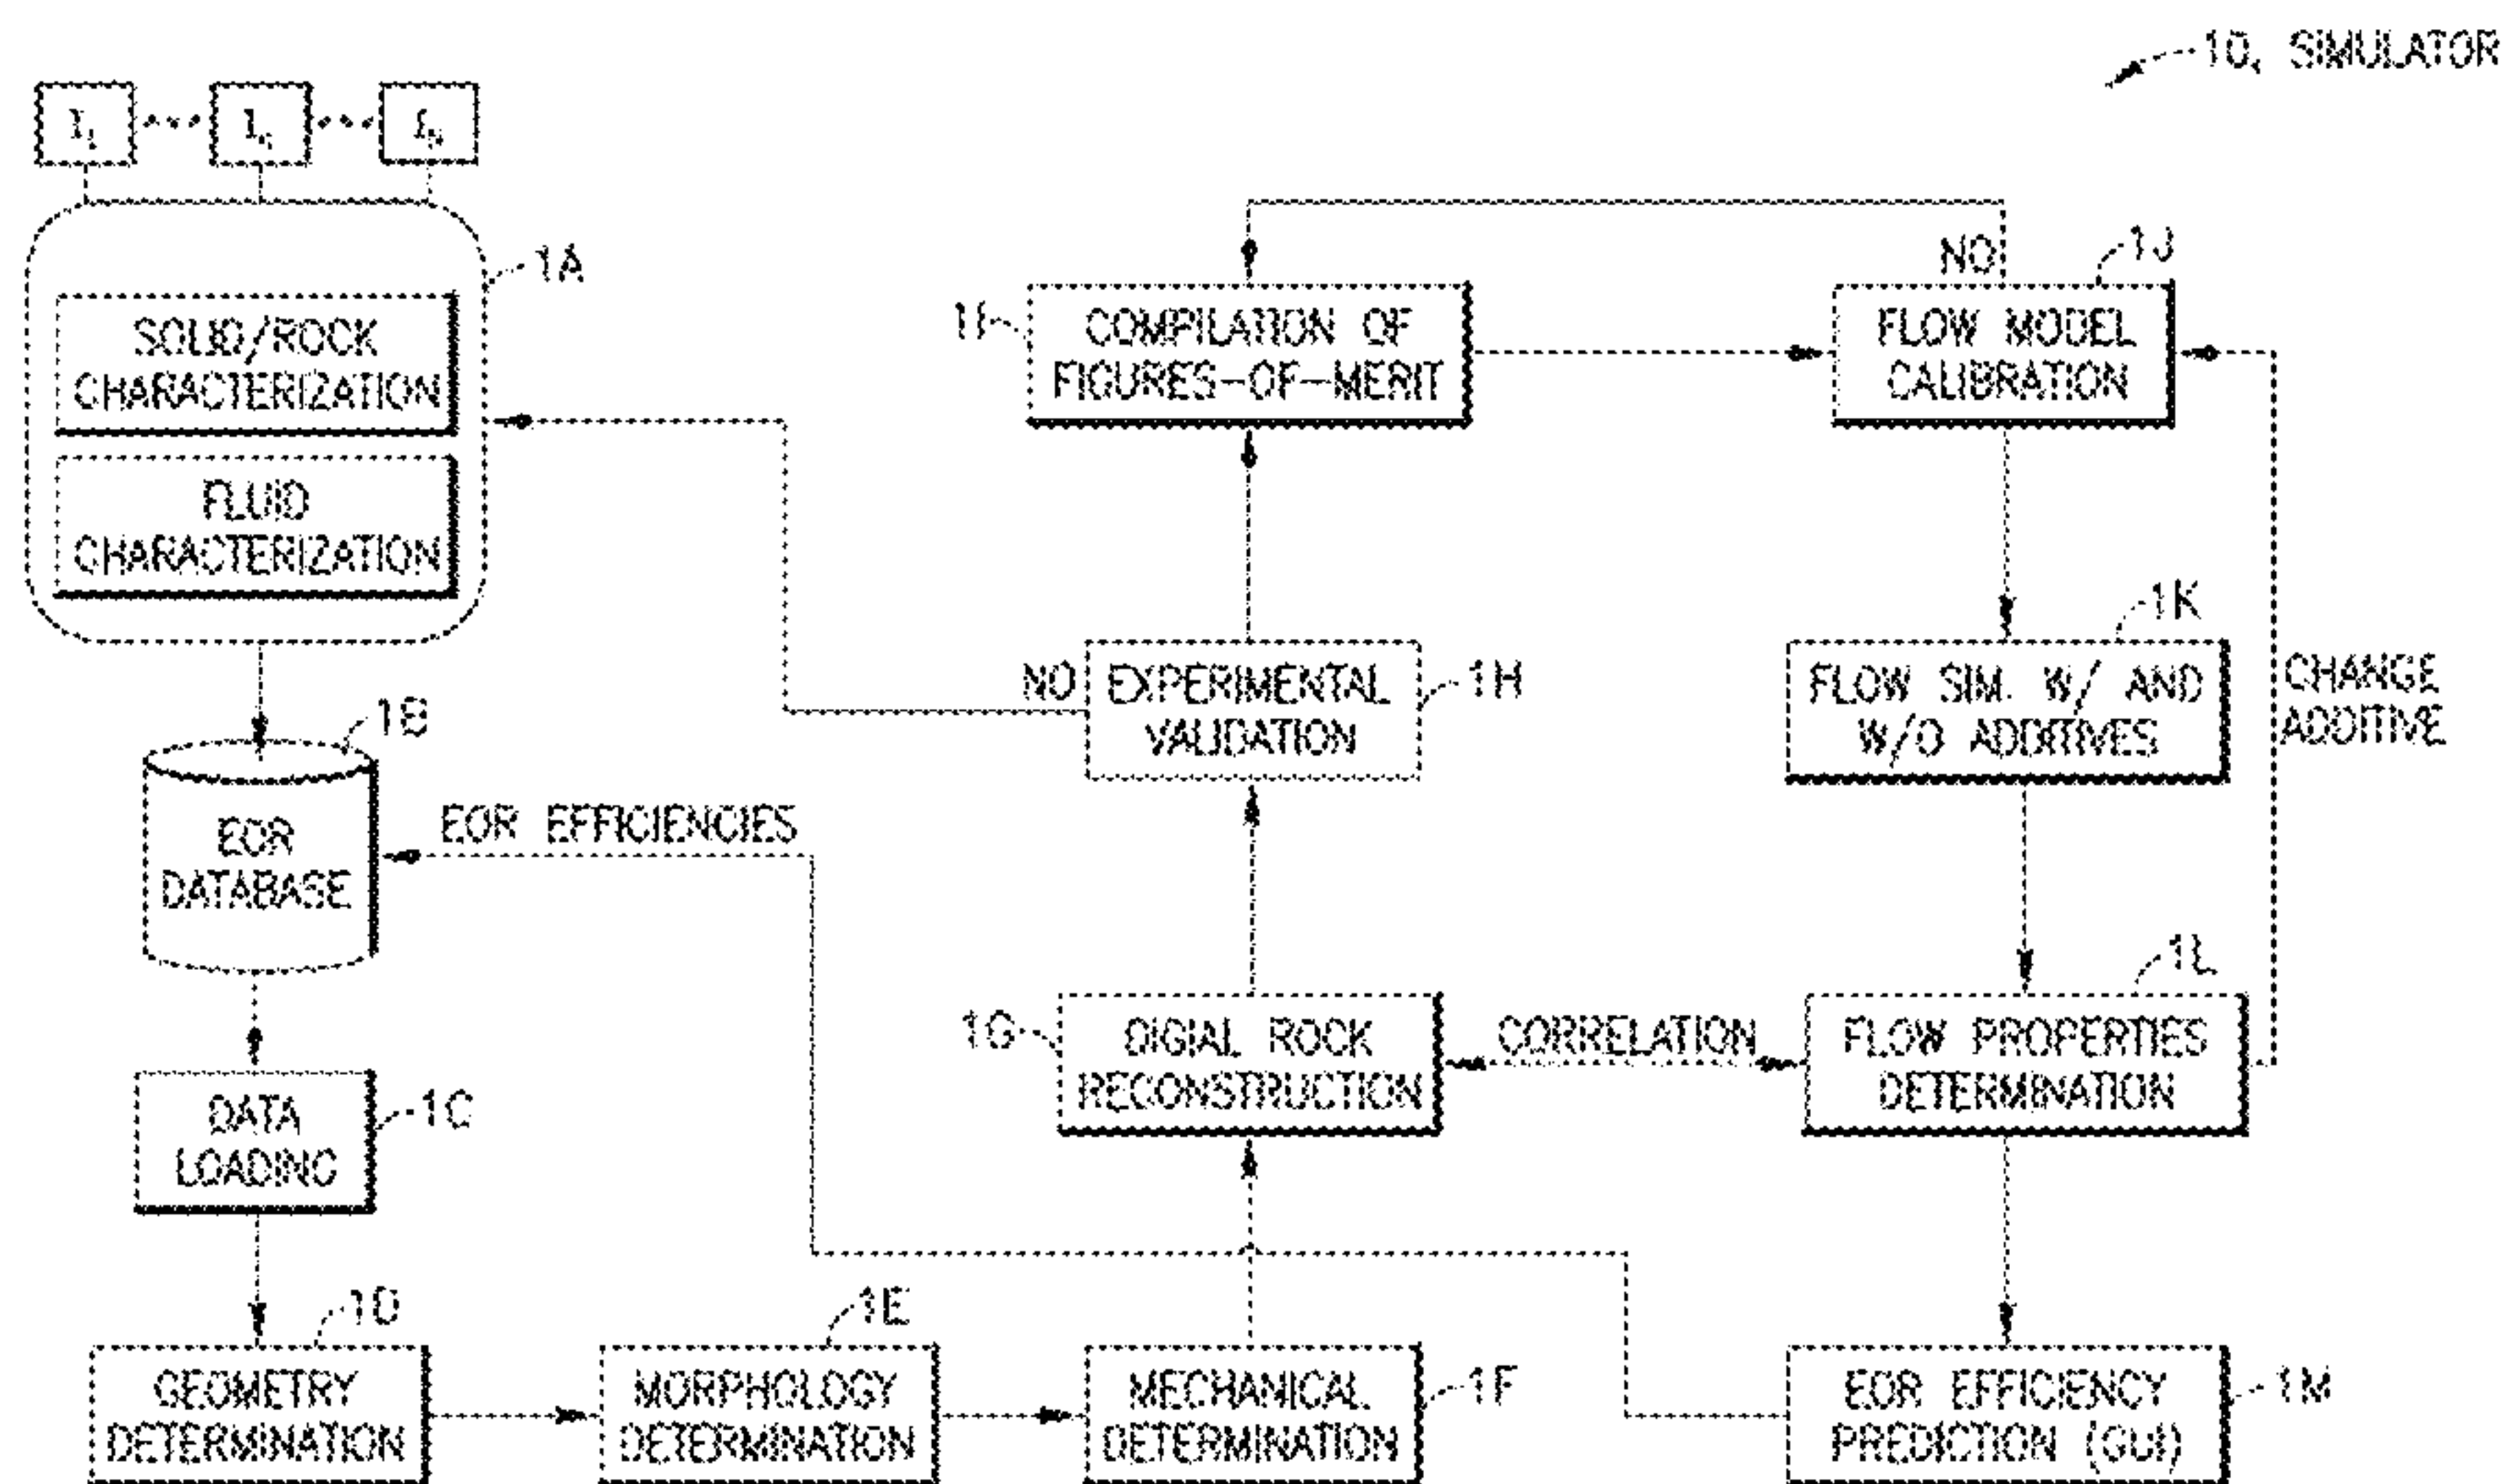 10, SIMULATOR
1A
SOLID/ROCK
CHARACTERIZATION
FLUID
CHARACTERIZATION
1B
EOR
DATABASE
EOR EFFICIENCIES
1C
DATA
LOADING
1D
GEOMETRY
DETERMINATION
1E
MORPHOLOGY
DETERMINATION
1F
MECHANICAL
DETERMINATION
1G
DIGIAL ROCK
RECONSTRUCTION
CORRELATION
NO
EXPERIMENTAL
VALIDATION
1H
1I
COMPILATION OF
FIGURES-OF-MERIT
NO
1J
FLOW MODEL
CALIBRATION
1K
FLOW SIM. W/ AND
W/O ADDITIVES
CHANGE
ADDITIVE
1L
FLOW PROPERTIES
DETERMINATION
EOR EFFICIENCY
PREDICTION (GUI)
1M